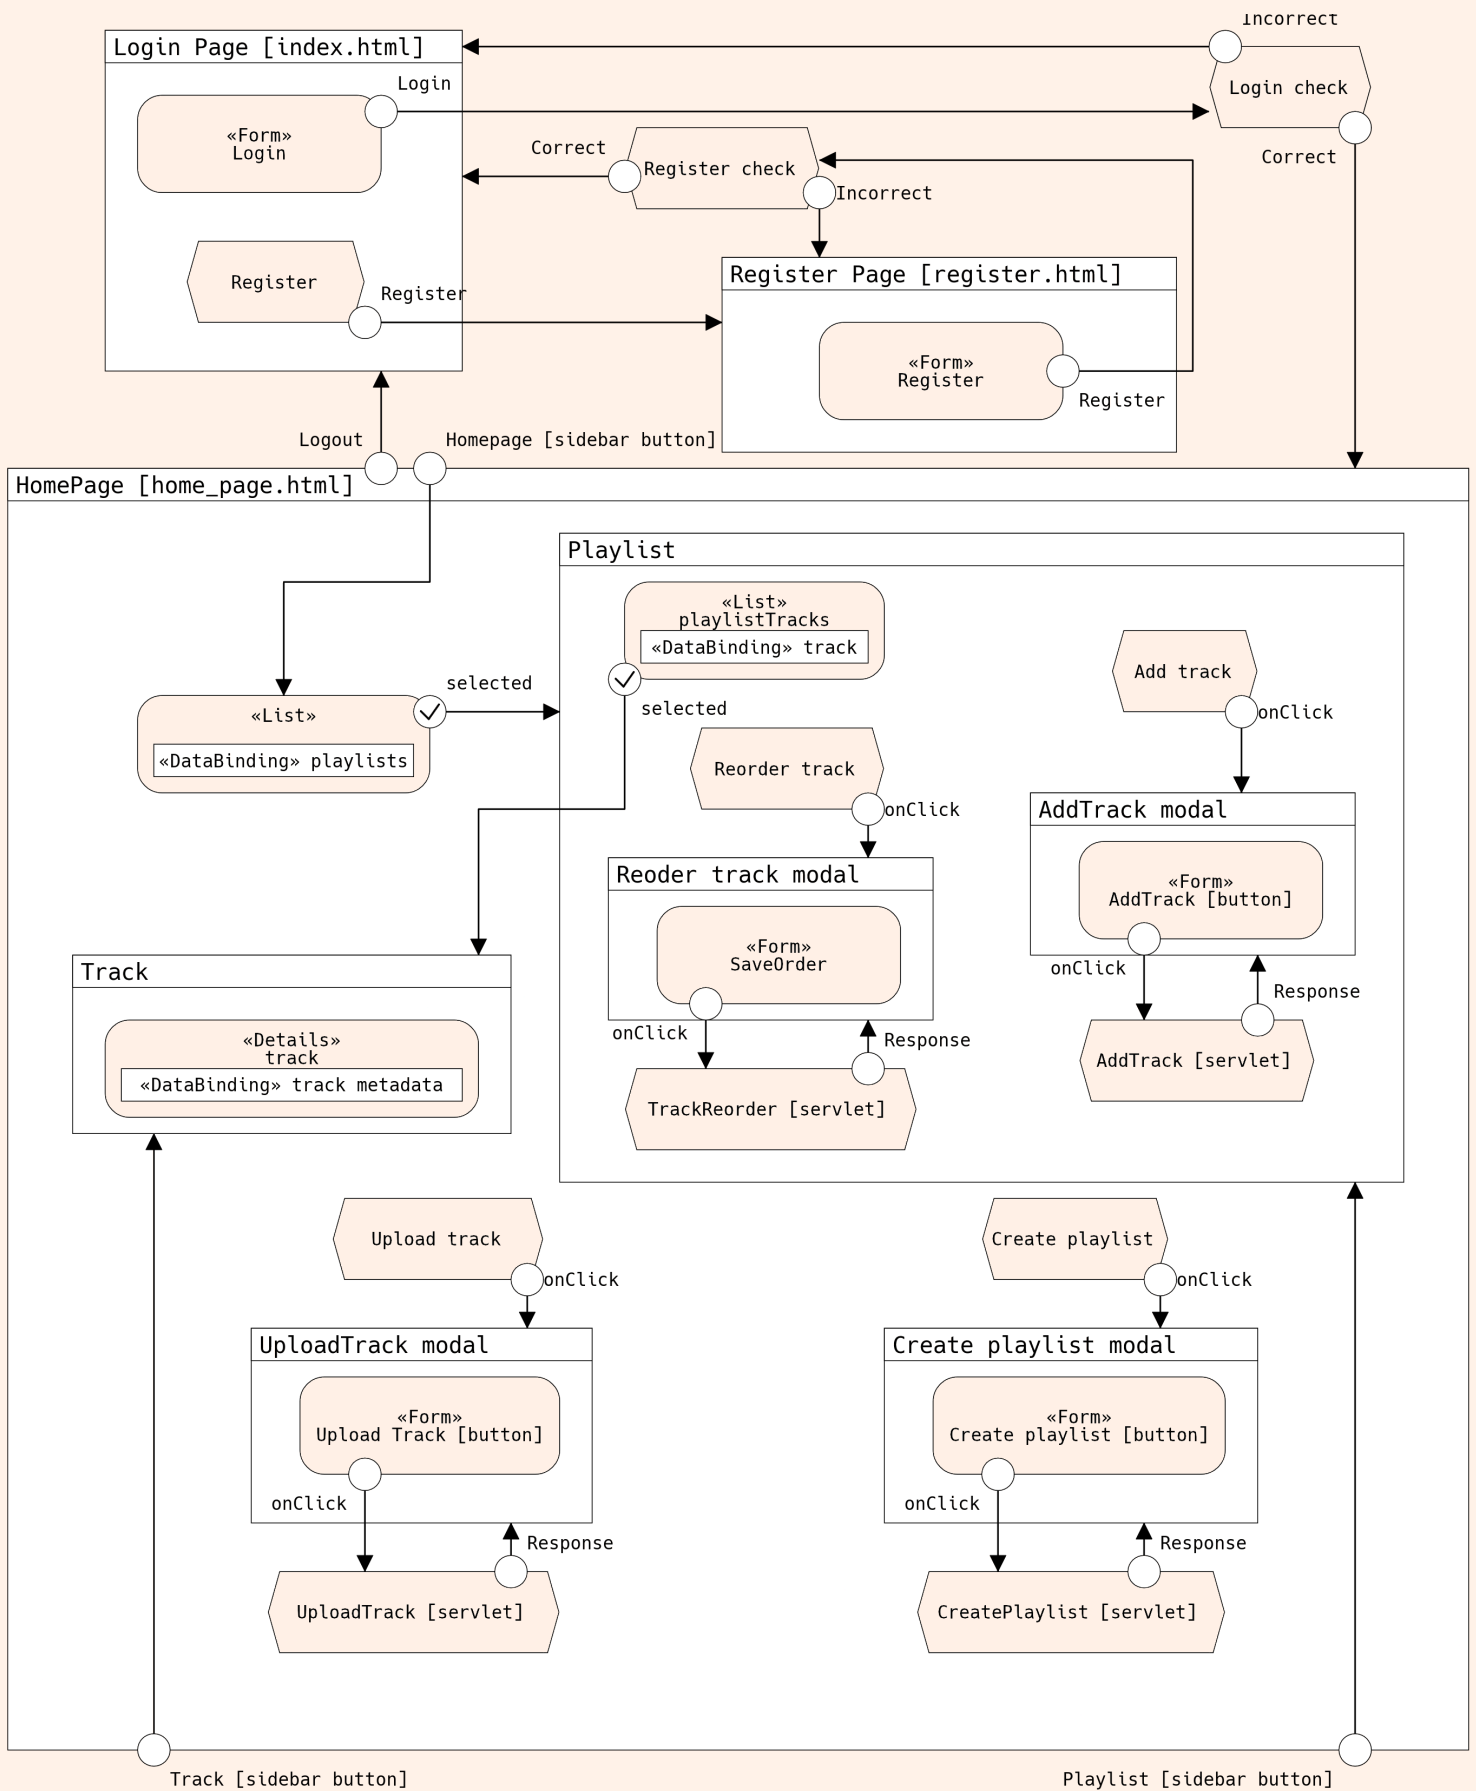 Incorrect
Login Page [index.html]
Login
Login check
«Form»
Login
Correct
Register check
Correct
Incorrect
Register
Register
Register Page [register.html]
«Form»
Register
Register
Logout
Homepage [sidebar button]
HomePage [home_page.html]
Playlist
«List»
playlistTracks
«DataBinding» track
Add track
selected
selected
onClick
«List»
«DataBinding» playlists
Reorder track
onClick
AddTrack modal
Reoder track modal
«Form»
AddTrack [button]
«Form»
SaveOrder
onClick
Track
Response
onClick
Response
«Details»
track
«DataBinding» track metadata
AddTrack [servlet]
TrackReorder [servlet]
Upload track
Create playlist
onClick
onClick
UploadTrack modal
Create playlist modal
«Form»
Upload Track [button]
«Form»
Create playlist [button]
onClick
onClick
Response
Response
UploadTrack [servlet]
CreatePlaylist [servlet]
Track [sidebar button]
Playlist [sidebar button]